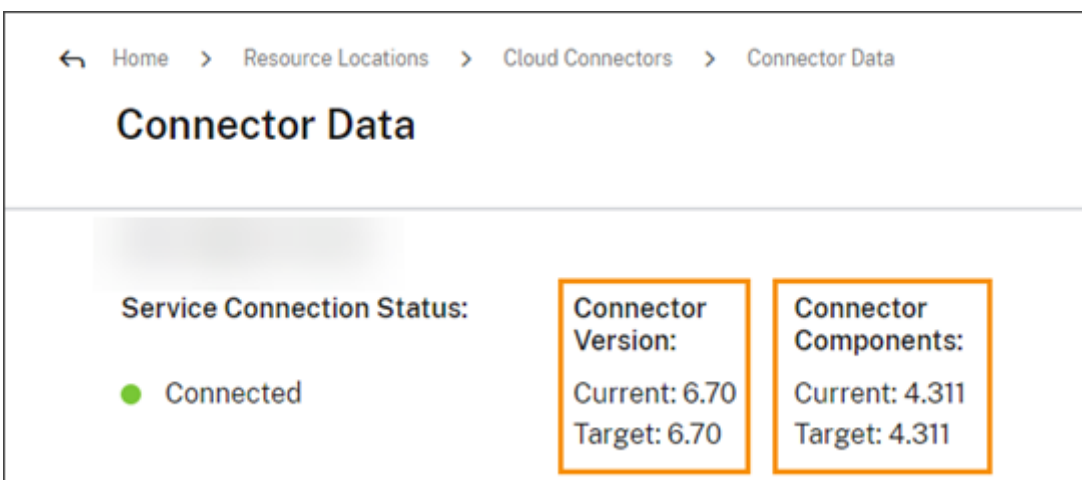 Home > Resource Locations > Cloud Connectors > Connector Data
Connector Data
Service Connection Status:
Connected
Connector
Version:
Current: 6.70
Target: 6.70
Connector
Components:
Current: 4.311
Target: 4.311